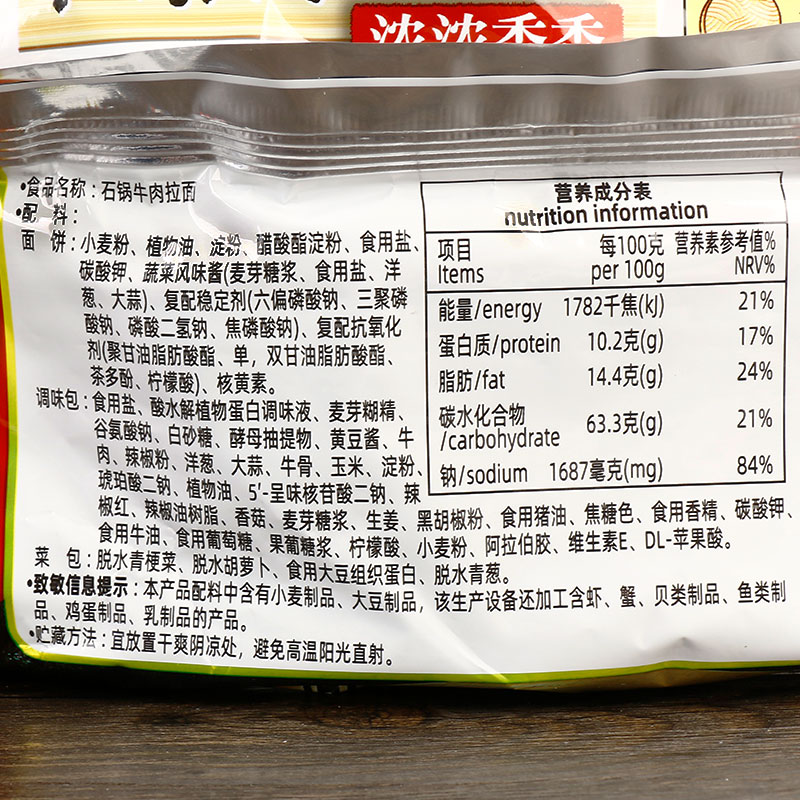 浓浓香香
•食品名称：石锅牛肉拉面
•配 料：
面 饼：小麦粉、植物油、淀粉、醋酸酯淀粉、食用盐、
碳酸钾、蔬菜风味酱(麦芽糖浆、食用盐、洋
葱、大蒜)、复配稳定剂(六偏磷酸钠、三聚磷
酸钠、磷酸二氢钠、焦磷酸钠)、复配抗氧化
剂(聚甘油脂肪酸酯、单，双甘油脂肪酸酯、
茶多酚、柠檬酸)、核黄素。
调味包：食用盐、酸水解植物蛋白调味液、麦芽糊精、
谷氨酸钠、白砂糖、酵母抽提物、黄豆酱、牛
肉、辣椒粉、洋葱、大蒜、牛骨、玉米、淀粉、
琥珀酸二钠、植物油、5'-呈味核苷酸二钠、辣
椒红、辣椒油树脂、香菇、麦芽糖浆、生姜、黑胡椒粉、食用猪油、焦糖色、食用香精、碳酸钾、
食用牛油、食用葡萄糖、果葡糖浆、柠檬酸、小麦粉、阿拉伯胶、维生素E、DL-苹果酸。
菜 包：脱水青梗菜、脱水胡萝卜、食用大豆组织蛋白、脱水青葱。
•致敏信息提示：本产品配料中含有小麦制品、大豆制品，该生产设备还加工含虾、蟹、贝类制品、鱼类制
品、鸡蛋制品、乳制品的产品。
•贮藏方法：宜放置干爽阴凉处，避免高温阳光直射。
营养成分表
nutrition information
项目 每100克 营养素参考值%
Items per 100g NRV%
能量/energy 1782千焦(kJ) 21%
蛋白质/protein 10.2克(g) 17%
脂肪/fat 14.4克(g) 24%
碳水化合物
/carbohydrate 63.3克(g) 21%
钠/sodium 1687毫克(mg) 84%